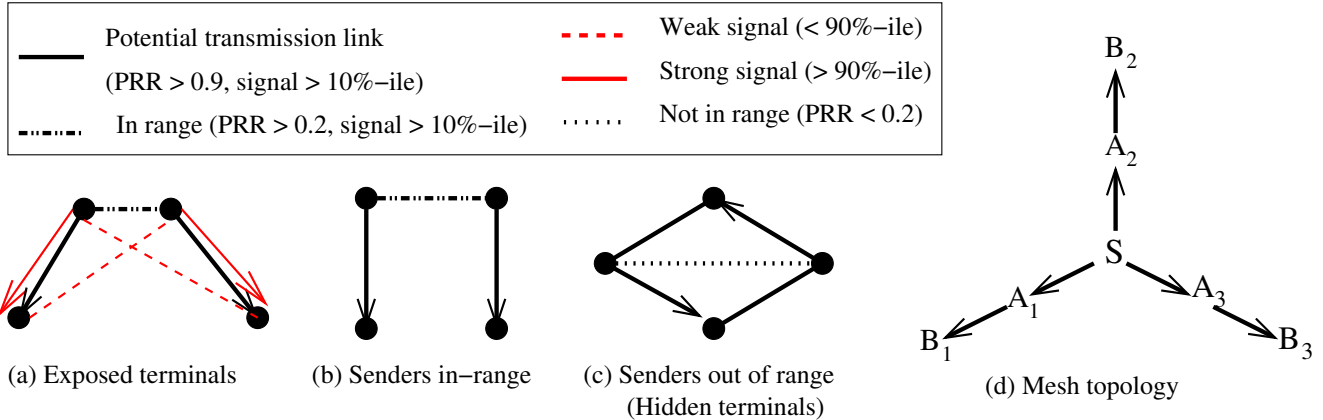 Potential transmission link
(PRR > 0.9, signal > 10%−ile)
In range (PRR > 0.2, signal > 10%−ile)
Weak signal (< 90%−ile)
Strong signal (> 90%−ile)
Not in range (PRR < 0.2)
B2
A2
S
A1
A3
B1
B3
(a) Exposed terminals
(b) Senders in−range
(c) Senders out of range
(Hidden terminals)
(d) Mesh topology